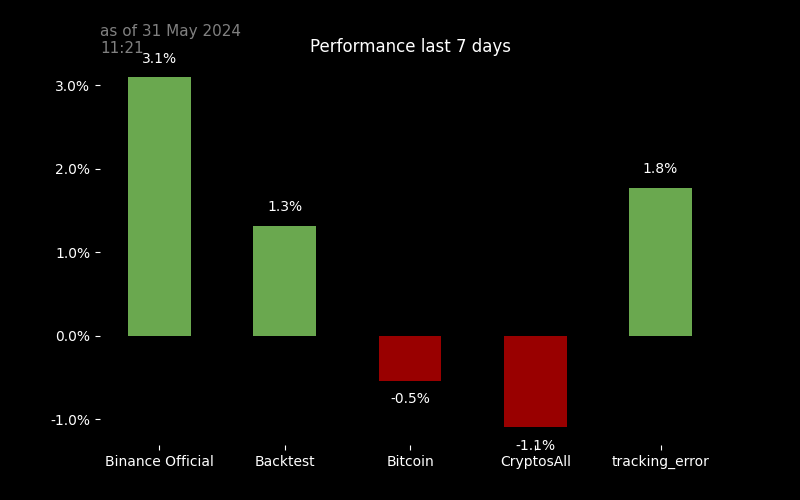 as of 31 May 2024
11:21
Performance last 7 days
3.1%
3.0%
2.0%
1.8%
1.3%
1.0%
0.0%
-0.5%
-1.0%
-1.1%
Binance Official
Backtest
Bitcoin
CryptosAll
tracking_error